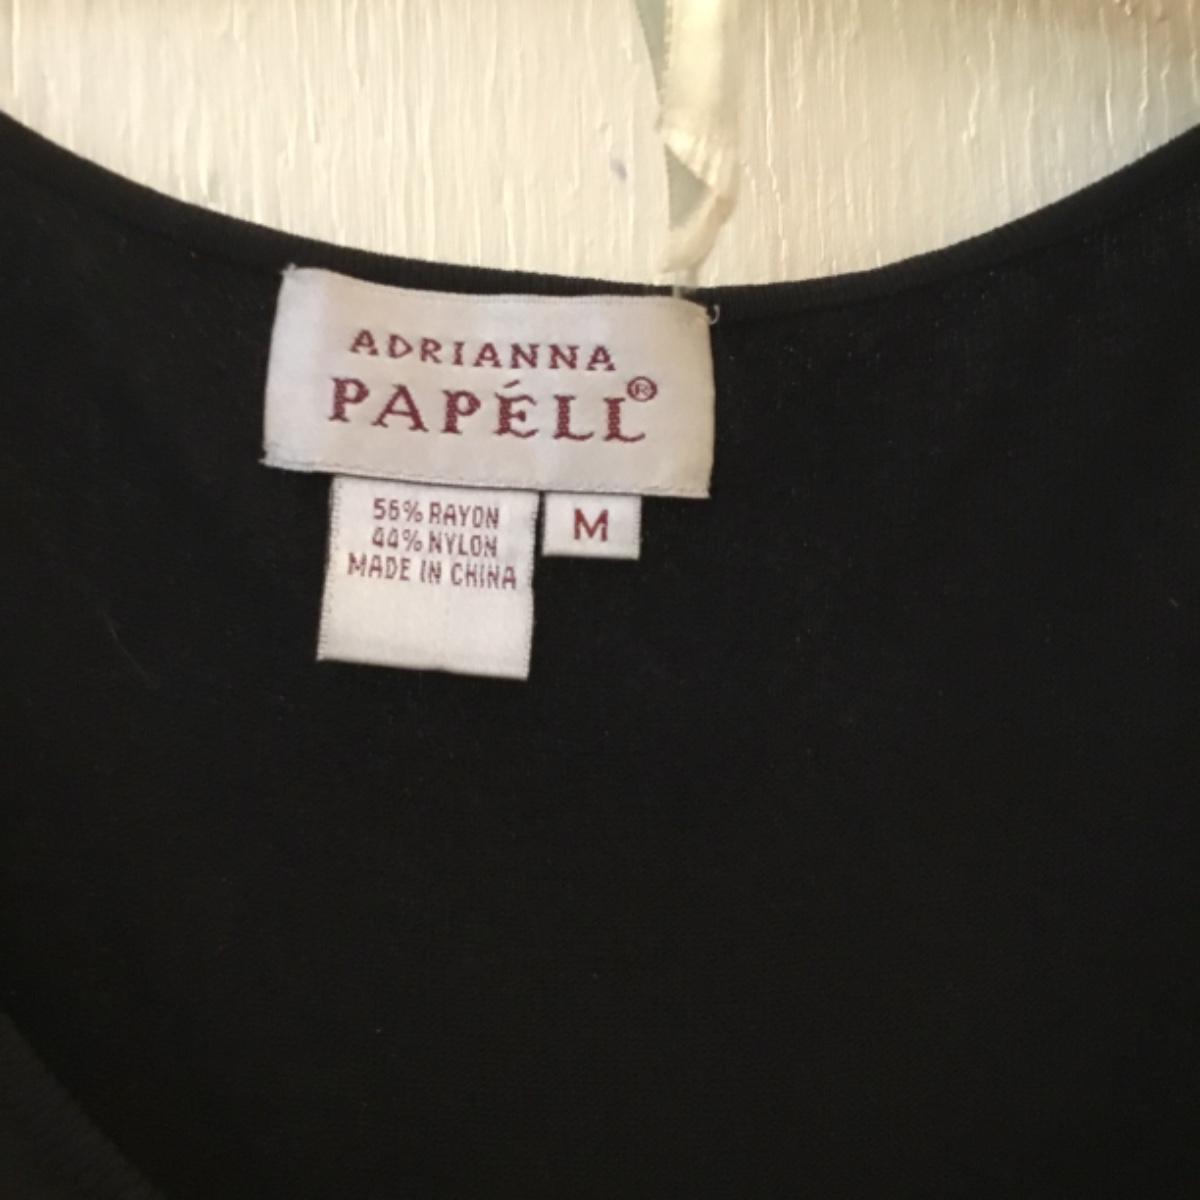 ADRIANNA
PAPÉLL®
56% RAYON
44% NYLON
MADE IN CHINA
M